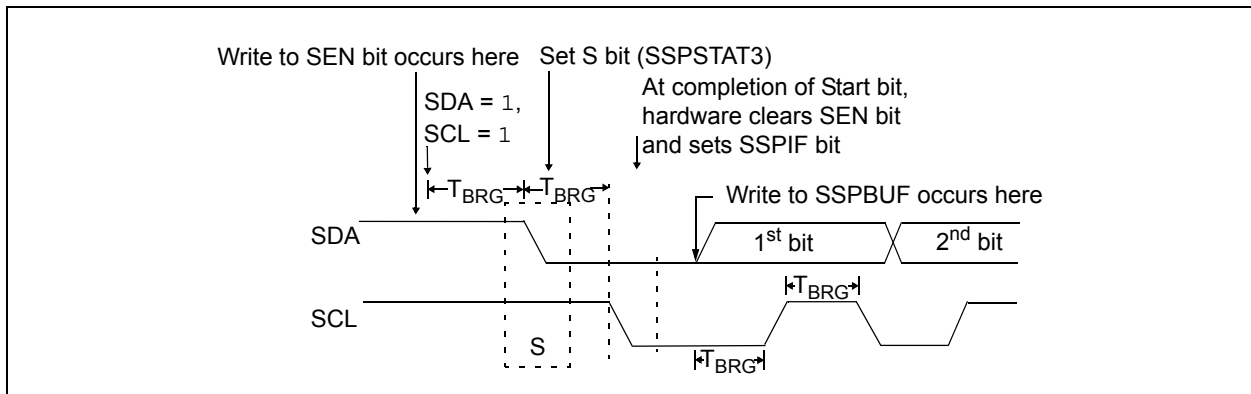 Write to SEN bit occurs here
Set S bit (SSPSTAT3)
At completion of Start bit,
hardware clears SEN bit
and sets SSPIF bit
SDA = 1,
SCL = 1
TBRG
TBRG
Write to SSPBUF occurs here
SDA
1st bit
2nd bit
TBRG
SCL
S
TBRG